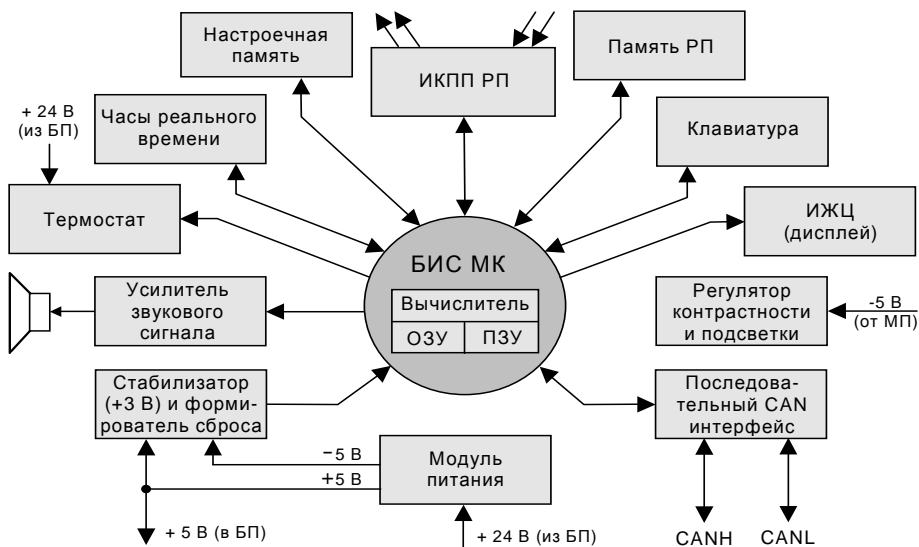 Настроечная
память
ИКПП РП
Память РП
+ 24 В
(из БП)
Часы реального
времени
Клавиатура
Термостат
ИЖЦ
(дисплей)
БИС МК
Вычислитель
ОЗУ
ПЗУ
Усилитель
звукового
сигнала
Регулятор
контрастности
и подсветки
-5 В
(от МП)
Стабилизатор
(+3 В) и форми-
рователь сброса
Последова-
тельный CAN
интерфейс
−5 В
+5 В
Модуль
питания
+ 5 В (в БП)
+ 24 В (из БП)
CANH
CANL